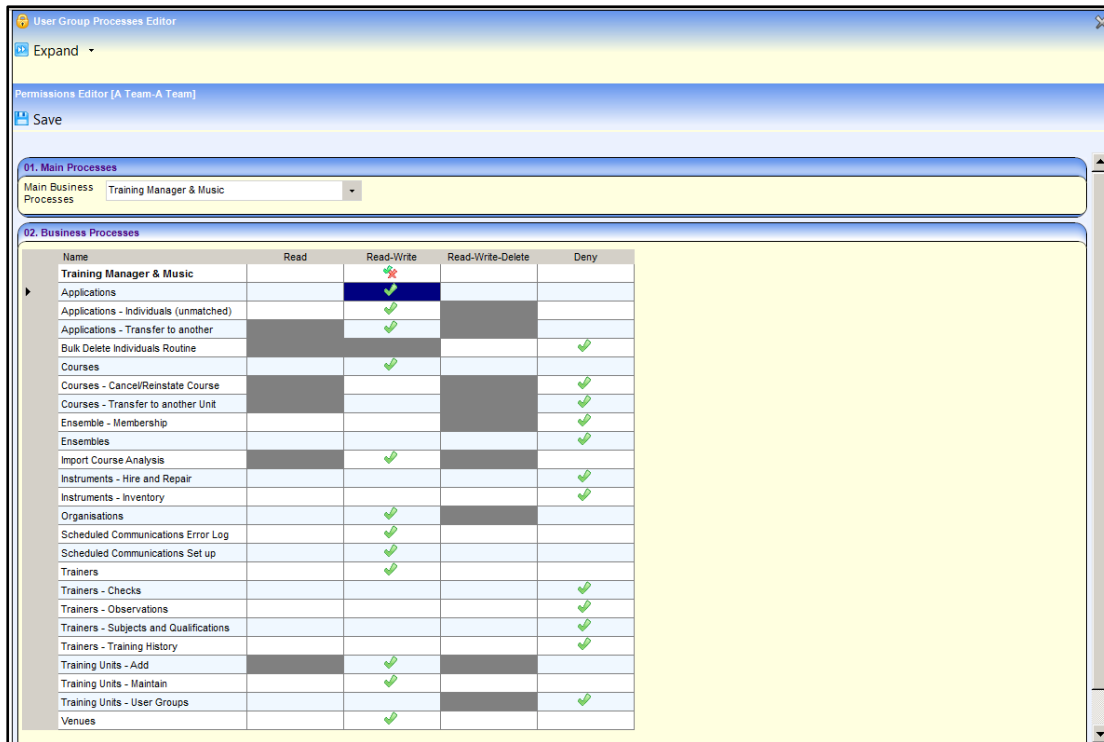 User Group Processes Editor
Expand
Permissions Editor [A Team-A Team]
Save
01. Main Processes
Main Business Processes
Training Manager & Music
02. Business Processes
Name Read Read-Write Read-Write-Delete Deny
Training Manager & Music
Applications
Applications - Individuals (unmatched)
Applications - Transfer to another
Bulk Delete Individuals Routine
Courses
Courses - Cancel/Reinstate Course
Courses - Transfer to another Unit
Ensemble - Membership
Ensembles
Import Course Analysis
Instruments - Hire and Repair
Instruments - Inventory
Organisations
Scheduled Communications Error Log
Scheduled Communications Set up
Trainers
Trainers - Checks
Trainers - Observations
Trainers - Subjects and Qualifications
Trainers - Training History
Training Units - Add
Training Units - Maintain
Training Units - User Groups
Venues